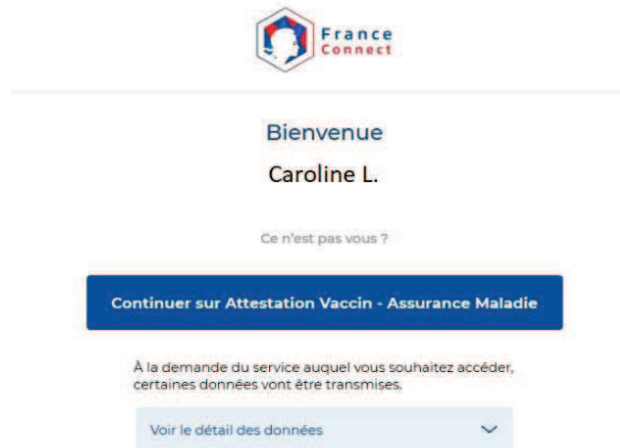 France
Connect
Bienvenue
Caroline L.
Ce n'est pas vous ?
Continuer sur Attestation Vaccin - Assurance Maladie
À la demande du service auquel vous souhaitez accéder,
certaines données vont être transmises.
Voir le détail des données